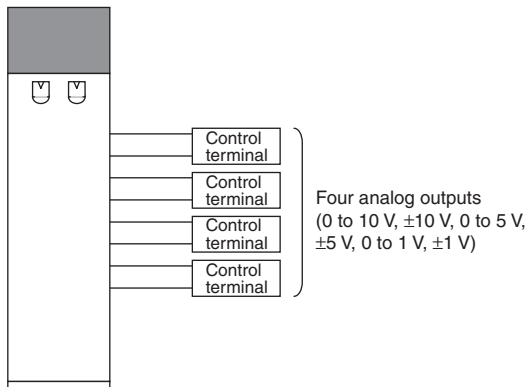 Control
terminal
Control
terminal
Control
terminal
Control
terminal
Four analog outputs
(0 to 10 V, ±10 V, 0 to 5 V,
±5 V, 0 to 1 V, ±1 V)